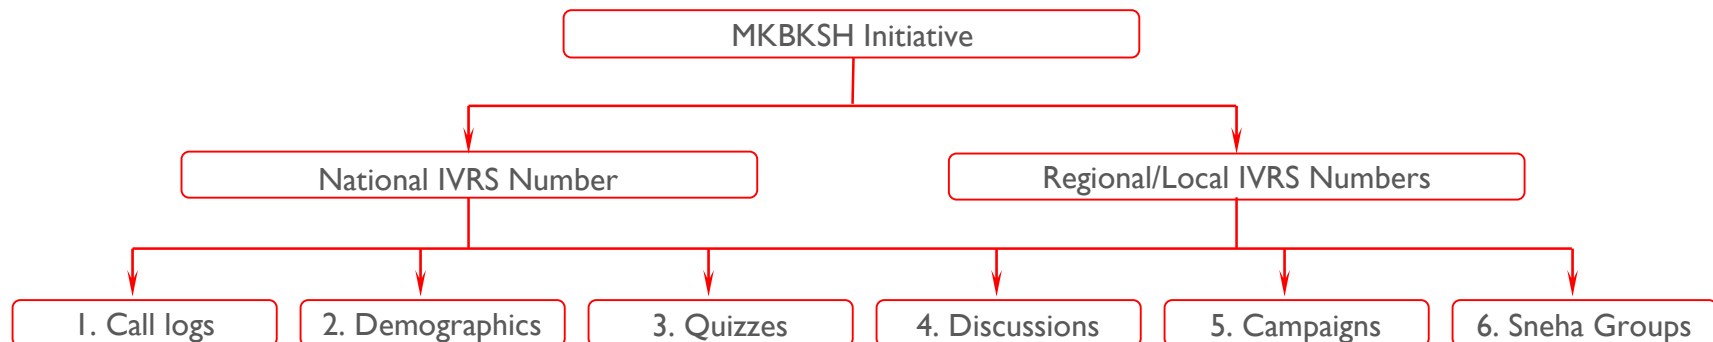 MKBKSH Initiative
National IVRS Number
Regional/Local IVRS Numbers
1. Call logs
2. Demographics
3. Quizzes
4. Discussions
5. Campaigns
6. Sneha Groups